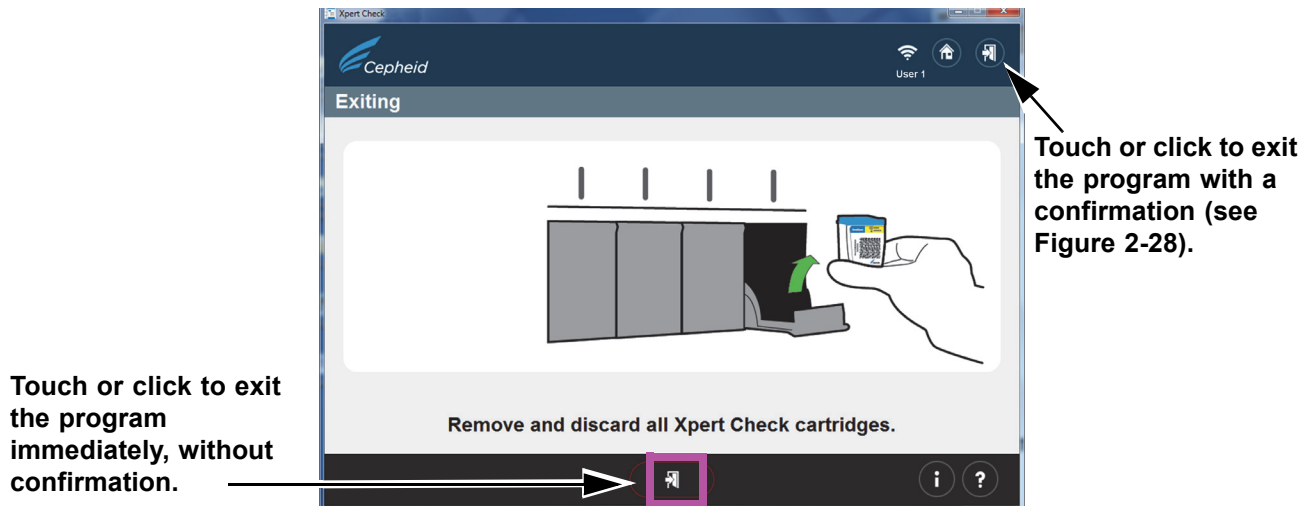 Xpert Check
Cepheid
User 1
Exiting
Touch or click to exit
the program with a
confirmation (see
Figure 2-28).
Remove and discard all Xpert Check cartridges.
Touch or click to exit
the program
immediately, without
confirmation.
i ?